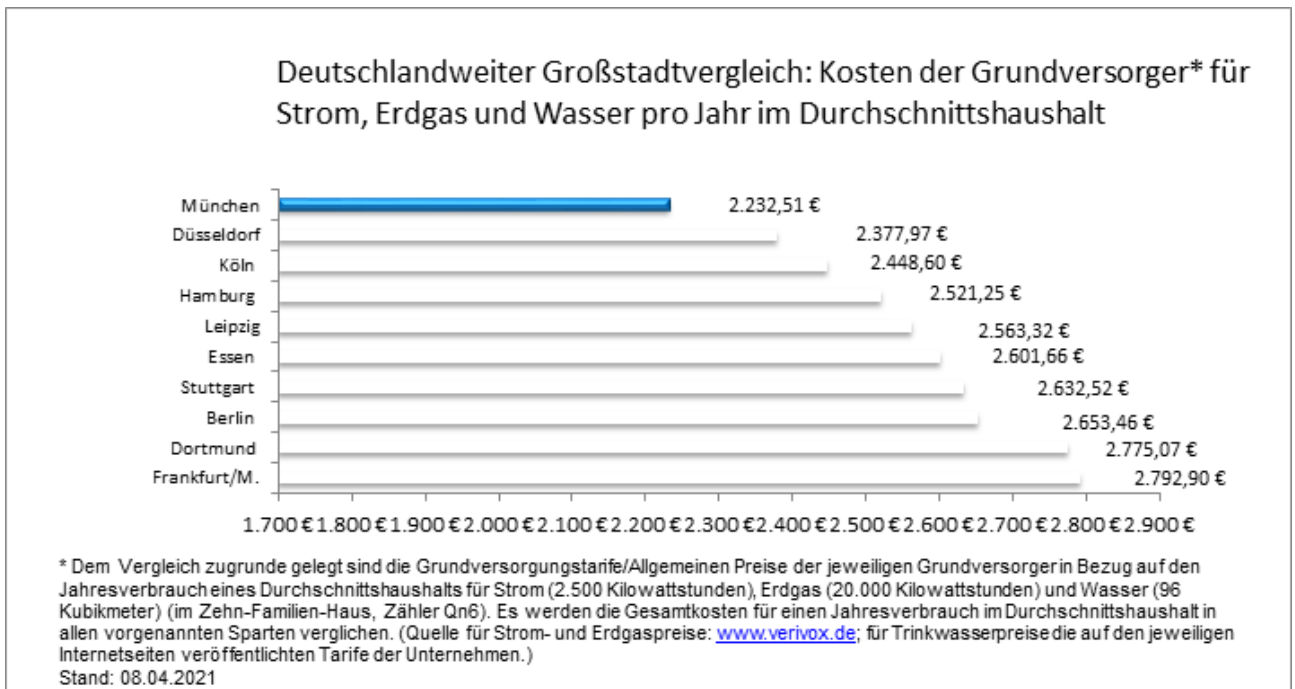 Deutschlandweiter Großstadtvergleich: Kosten der Grundversorger* für
Strom, Erdgas und Wasser pro Jahr im Durchschnittshaushalt
München 2.232,51 €
Düsseldorf 2.377,97 €
Köln 2.448,60 €
Hamburg 2.521,25 €
Leipzig 2.563,32 €
Essen 2.601,66 €
Stuttgart 2.632,52 €
Berlin 2.653,46 €
Dortmund 2.775,07 €
Frankfurt/M. 2.792,90 €
1.700 € 1.800 € 1.900 € 2.000 € 2.100 € 2.200 € 2.300 € 2.400 € 2.500 € 2.600 € 2.700 € 2.800 € 2.900 €
* Dem Vergleich zugrunde gelegt sind die Grundversorgungstarife/Allgemeinen Preise der jeweiligen Grundversorger in Bezug auf den
Jahresverbrauch eines Durchschnittshaushalts für Strom (2.500 Kilowattstunden), Erdgas (20.000 Kilowattstunden) und Wasser (96
Kubikmeter) (im Zehn-Familien-Haus, Zähler Qn6). Es werden die Gesamtkosten für einen Jahresverbrauch im Durchschnittshaushalt in
allen vorgenannten Sparten verglichen. (Quelle für Strom- und Erdgaspreise: www.verivox.de; für Trinkwasserpreise die auf den jeweiligen
Internetseiten veröffentlichten Tarife der Unternehmen.)
Stand: 08.04.2021